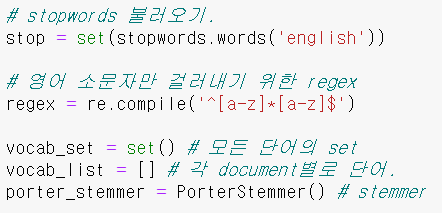 # stopwords 불러오기.
stop = set(stopwords.words('english'))
# 영어 소문자만 걸러내기 위한 regex
regex = re.compile('^[a-z]*[a-z]$')
vocab_set = set() # 모든 단어의 set
vocab_list = [] # 각 document별로 단어.
porter_stemmer = PorterStemmer() # stemmer